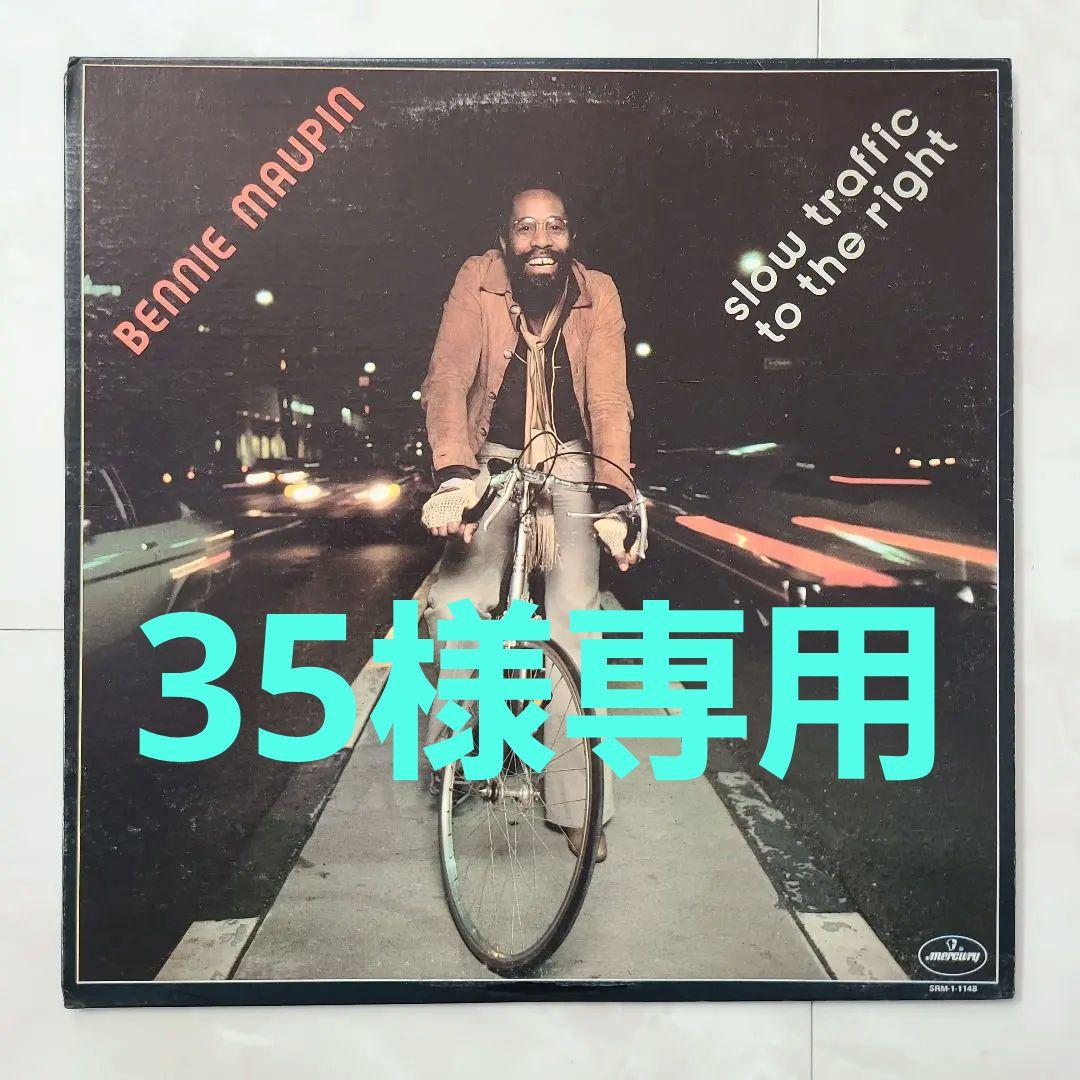 BENNIE MAUPIN
slow traffic
to the right
35様専用
mercury
SRM-1-1148